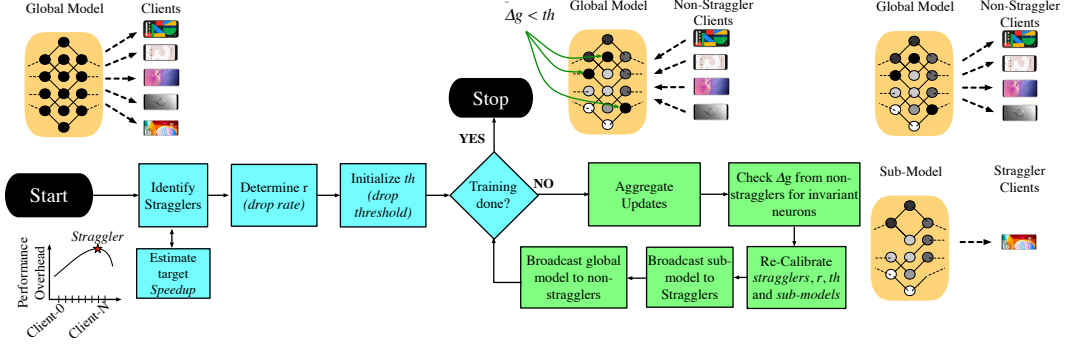 Global Model
Clients
Δg < th
Global Model
Non-Straggler
Clients
Global Model
Non-Straggler
Clients
Stop
YES
Start
Identify
Stragglers
Determine r
(drop rate)
Initialize th
(drop
threshold)
Training
done?
NO
Aggregate
Updates
Check Δg from non-
stragglers for invariant
neurons
Sub-Model
Straggler
Clients
Straggler
Performance
Overhead
Client-0
Client-N
Estimate
target
Speedup
Broadcast global
model to non-
stragglers
Broadcast sub-
model to
Stragglers
Re-Calibrate
stragglers, r, th
and sub-models